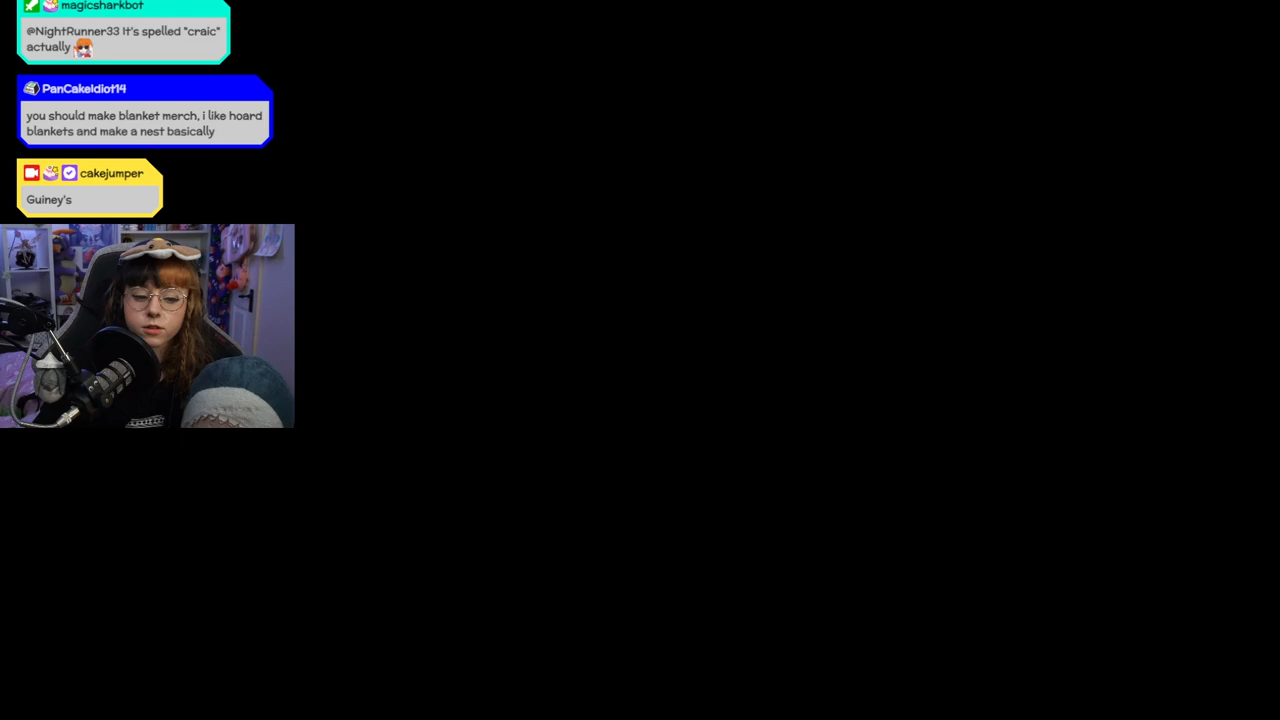 magicsharkbot
@NightRunner33 It's spelled "craic"
actually
PanCakeIdiot14
you should make blanket merch, i like hoard
blankets and make a nest basically
cakejumper
Guiney's